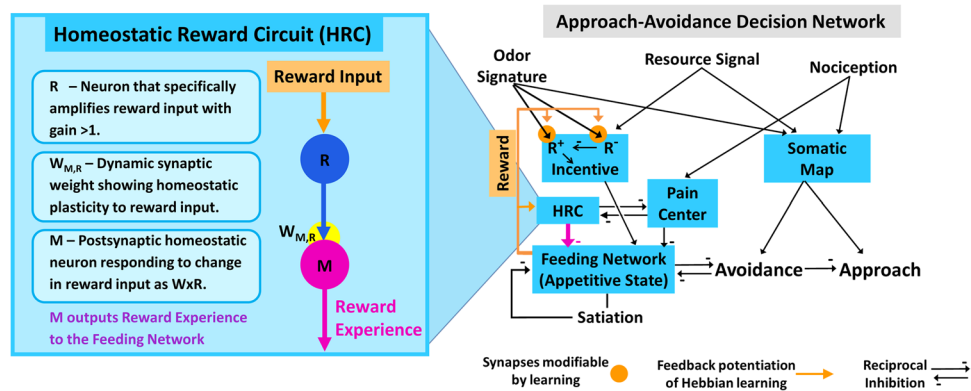 Homeostatic Reward Circuit (HRC)
R – Neuron that specifically
amplifies reward input with
gain >1.
W_M,R – Dynamic synaptic
weight showing homeostatic
plasticity to reward input.
M – Postsynaptic homeostatic
neuron responding to change
in reward input as WxR.
M outputs Reward Experience
to the Feeding Network
Reward Input
R
W_M,R
M
Reward
Experience
Approach-Avoidance Decision Network
Odor
Signature
Resource Signal
Nociception
Reward
R+
R-
Incentive
Somatic
Map
HRC
Pain
Center
Feeding Network
(Appetitive State)
Avoidance
Approach
Satiation
Synapses modifiable
by learning
Feedback potentiation
of Hebbian learning
Reciprocal
Inhibition